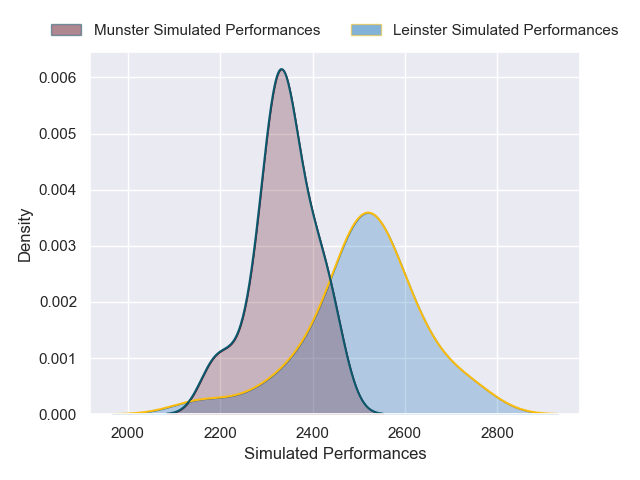 Munster Simulated Performances Leinster Simulated Performances
0.006
0.005
0.004
0.003
0.002
0.001
0.000
Density
2000 2200 2400 2600 2800
Simulated Performances